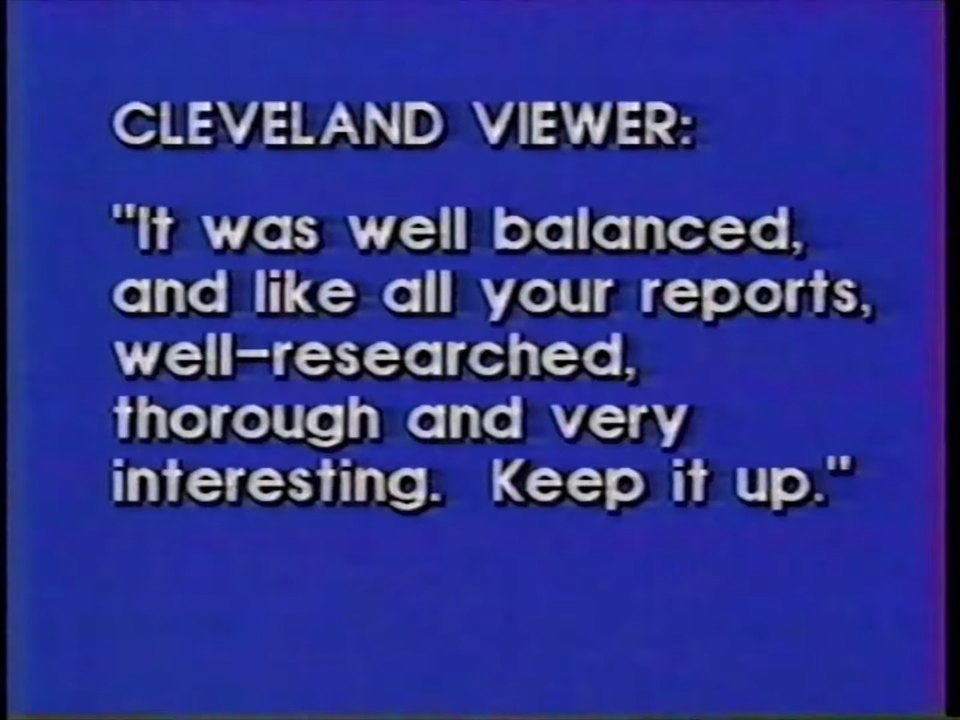 CLEVELAND VIEWER:
"It was well balanced,
and like all your reports,
well-researched,
thorough and very
interesting. Keep it up."